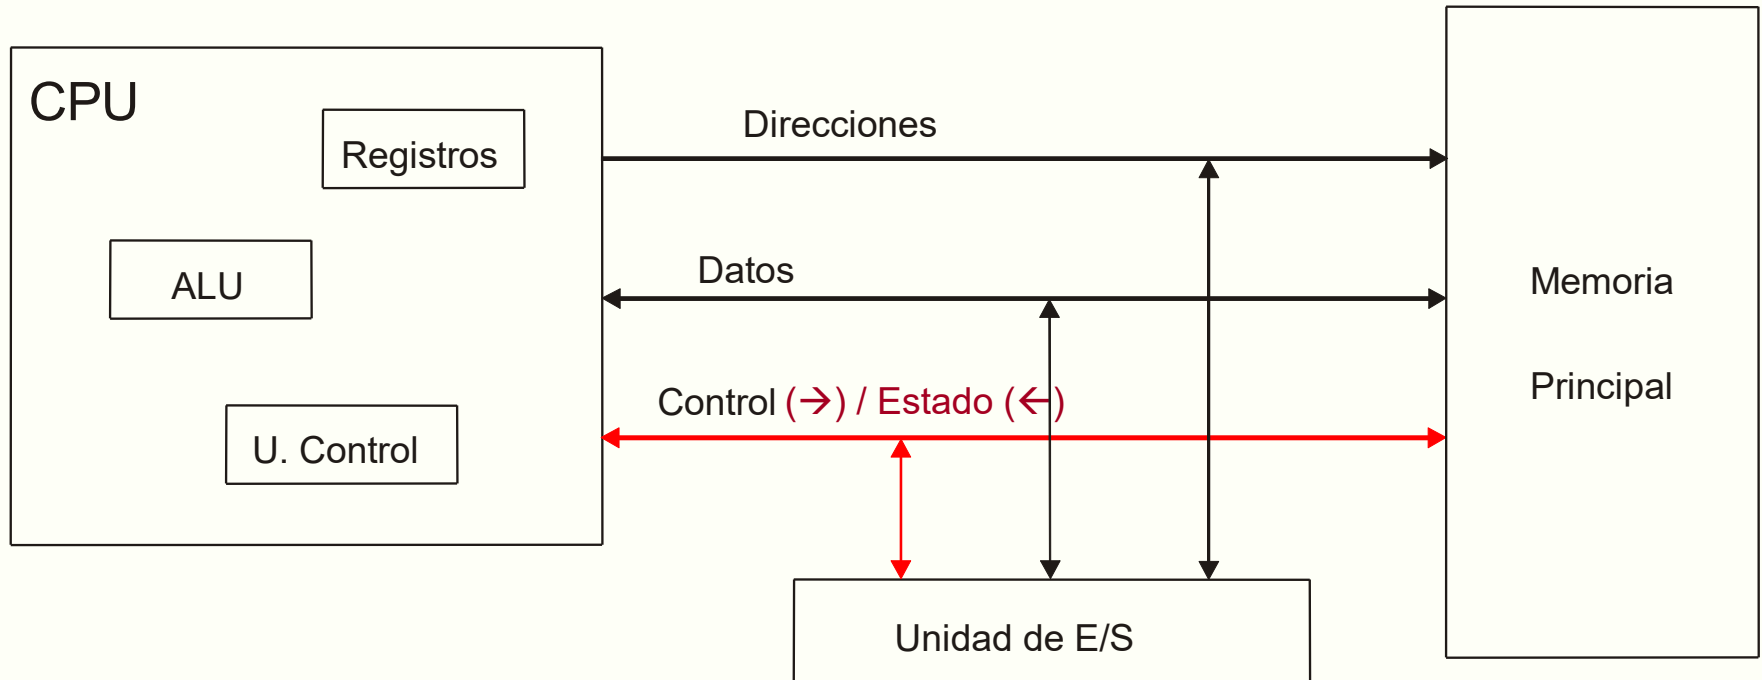 CPU
Registros
ALU
U. Control
Direcciones
Datos
Control (→) / Estado (←)
Memoria
Principal
Unidad de E/S